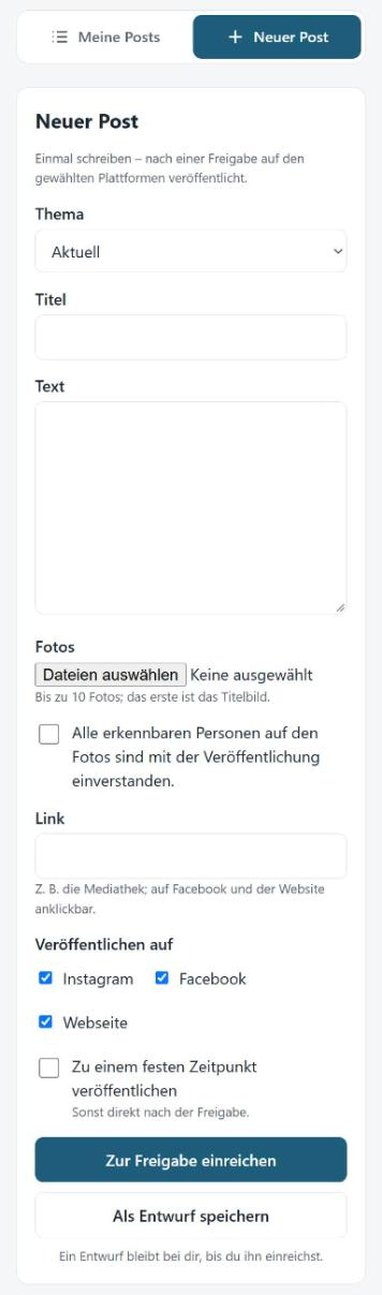 Meine Posts
Neuer Post
Neuer Post
Einmal schreiben – nach einer Freigabe auf den
gewählten Plattformen veröffentlicht.
Thema
Aktuell
Titel
Text
Fotos
Dateien auswählen Keine ausgewählt
Bis zu 10 Fotos; das erste ist das Titelbild.
Alle erkennbaren Personen auf den
Fotos sind mit der Veröffentlichung
einverstanden.
Link
Z. B. die Mediathek; auf Facebook und der Website
anklickbar.
Veröffentlichen auf
Instagram Facebook
Webseite
Zu einem festen Zeitpunkt
veröffentlichen
Sonst direkt nach der Freigabe.
Zur Freigabe einreichen
Als Entwurf speichern
Ein Entwurf bleibt bei dir, bis du ihn einreichst.